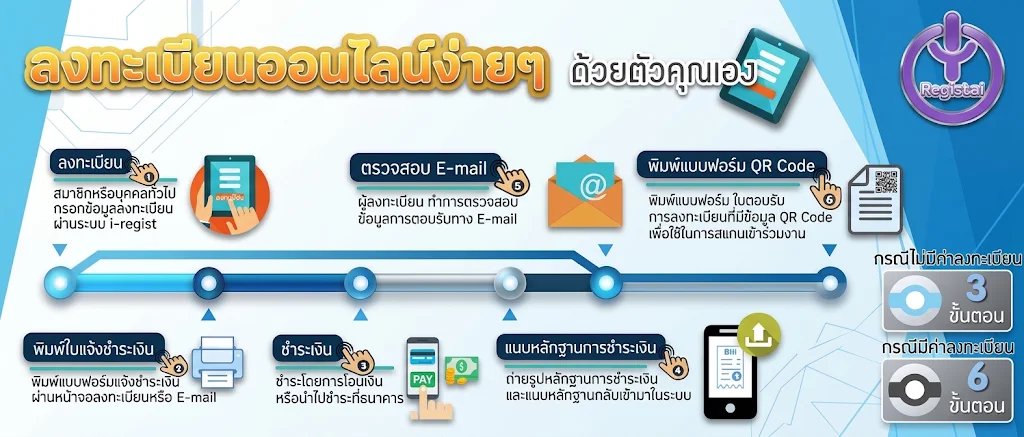 ลงทะเบียนออนไลน์ง่ายๆ ด้วยตัวคุณเอง
Registai
ลงทะเบียน
1
สมาชิกหรือบุคคลทั่วไป
กรอกข้อมูลลงทะเบียน
ผ่านระบบ i-regist
ตรวจสอบ E-mail
5
ผู้ลงทะเบียน ทำการตรวจสอบ
ข้อมูลการตอบรับทาง E-mail
@
พิมพ์แบบฟอร์ม QR Code
6
พิมพ์แบบฟอร์ม ใบตอบรับ
การลงทะเบียนที่มีข้อมูล QR Code
เพื่อใช้ในการสแกนเข้าร่วมงาน
กรณีไม่มีค่าลงทะเบียน
3
ขั้นตอน
กรณีมีค่าลงทะเบียน
6
ขั้นตอน
พิมพ์ใบแจ้งชำระเงิน
2
พิมพ์แบบฟอร์มแจ้งชำระเงิน
ผ่านหน้าจอลงทะเบียนหรือ E-mail
ชำระเงิน
3
ชำระโดยการโอนเงิน
หรือนำไปชำระที่ธนาคาร
PAY
$
แนบหลักฐานการชำระเงิน
4
ถ่ายรูปหลักฐานการชำระเงิน
และแนบหลักฐานกลับเข้ามาในระบบ